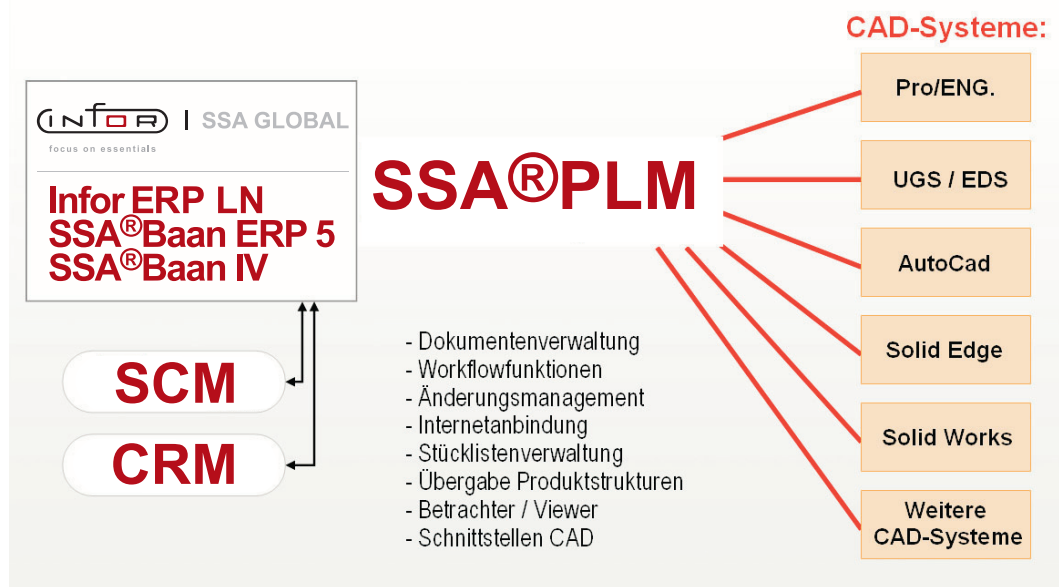 infor | SSA GLOBAL
focus on essentials
Infor ERP LN
SSA®Baan ERP 5
SSA®Baan IV
SCM
CRM
SSA®PLM
- Dokumentenverwaltung
- Workflowfunktionen
- Änderungsmanagement
- Internetanbindung
- Stücklistenverwaltung
- Übergabe Produktstrukturen
- Betrachter / Viewer
- Schnittstellen CAD
CAD-Systeme:
Pro/ENG.
UGS / EDS
AutoCad
Solid Edge
Solid Works
Weitere
CAD-Systeme